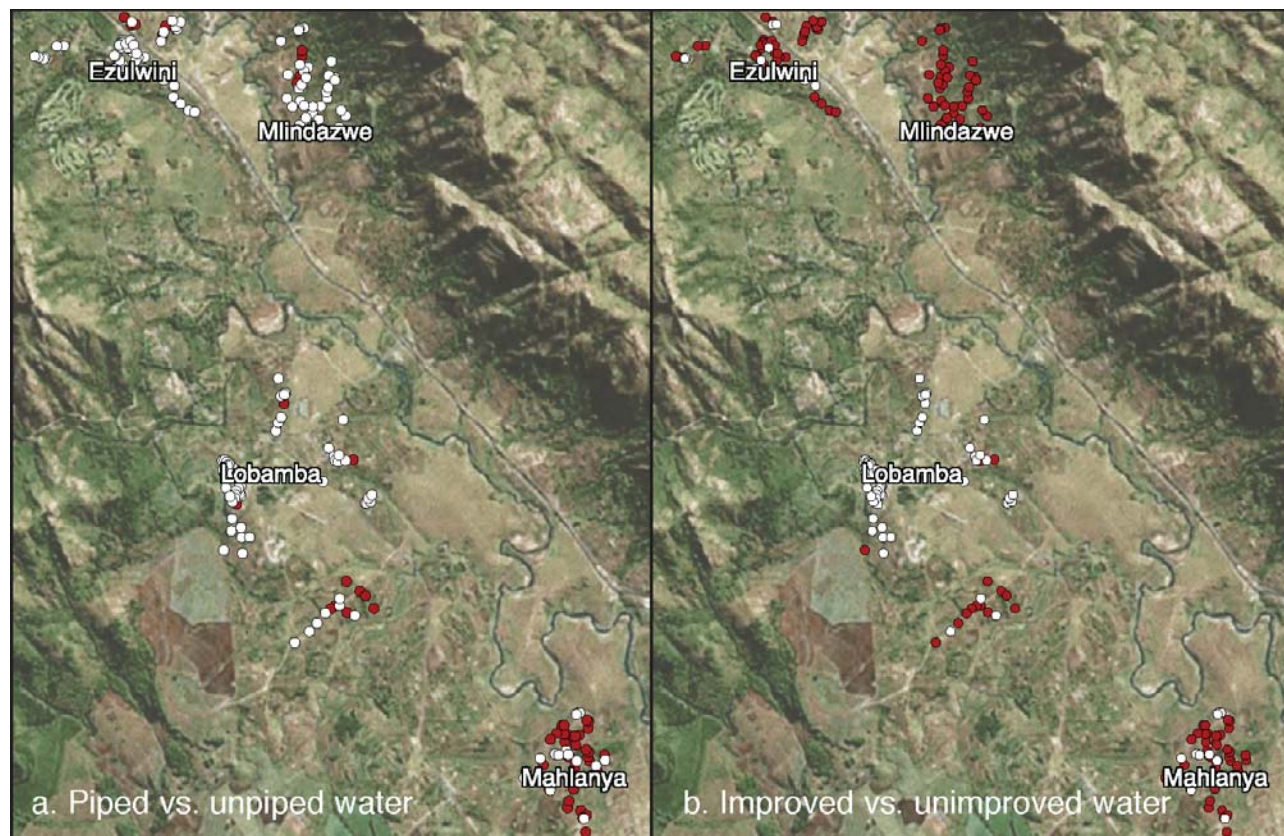 Ezulwini
Mlindazwe
Lobamba
Mahlanya
a. Piped vs. unpiped water
Ezulwini
Mlindazwe
Lobamba
Mahlanya
b. Improved vs. unimproved water